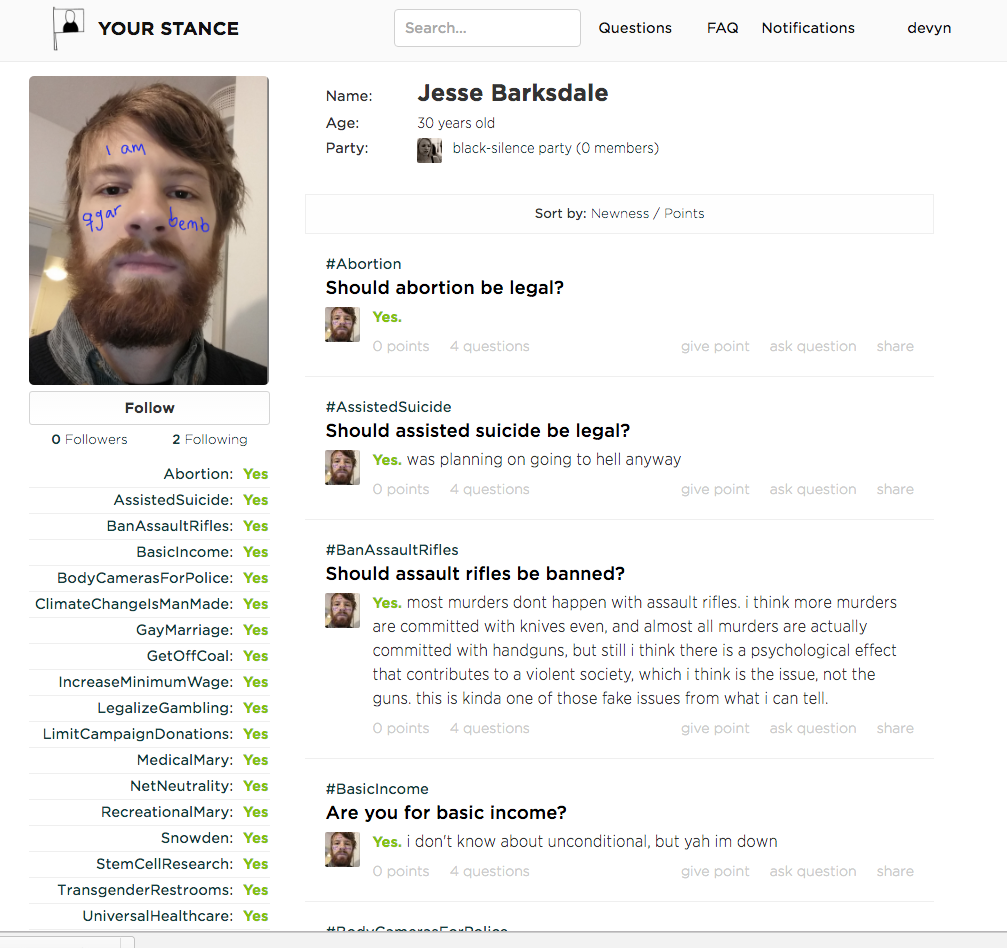 YOUR STANCE
Search...
Questions
FAQ
Notifications
devyn
i am
qgar
bemb
Follow
0 Followers
2 Following
Abortion: Yes
AssistedSuicide: Yes
BanAssaultRifles: Yes
BasicIncome: Yes
BodyCamerasForPolice: Yes
ClimateChangeIsManMade: Yes
GayMarriage: Yes
GetOffCoal: Yes
IncreaseMinimumWage: Yes
LegalizeGambling: Yes
LimitCampaignDonations: Yes
MedicalMary: Yes
NetNeutrality: Yes
RecreationalMary: Yes
Snowden: Yes
StemCellResearch: Yes
TransgenderRestrooms: Yes
UniversalHealthcare: Yes
Name: Jesse Barksdale
Age: 30 years old
Party: black-silence party (0 members)
Sort by: Newness / Points
#Abortion
Should abortion be legal?
Yes.
0 points 4 questions give point ask question share
#AssistedSuicide
Should assisted suicide be legal?
Yes. was planning on going to hell anyway
0 points 4 questions give point ask question share
#BanAssaultRifles
Should assault rifles be banned?
Yes. most murders dont happen with assault rifles. i think more murders
are committed with knives even, and almost all murders are actually
committed with handguns, but still i think there is a psychological effect
that contributes to a violent society, which i think is the issue, not the
guns. this is kinda one of those fake issues from what i can tell.
0 points 4 questions give point ask question share
#BasicIncome
Are you for basic income?
Yes. i don't know about unconditional, but yah im down
0 points 4 questions give point ask question share
#BodyCamerasForPolice